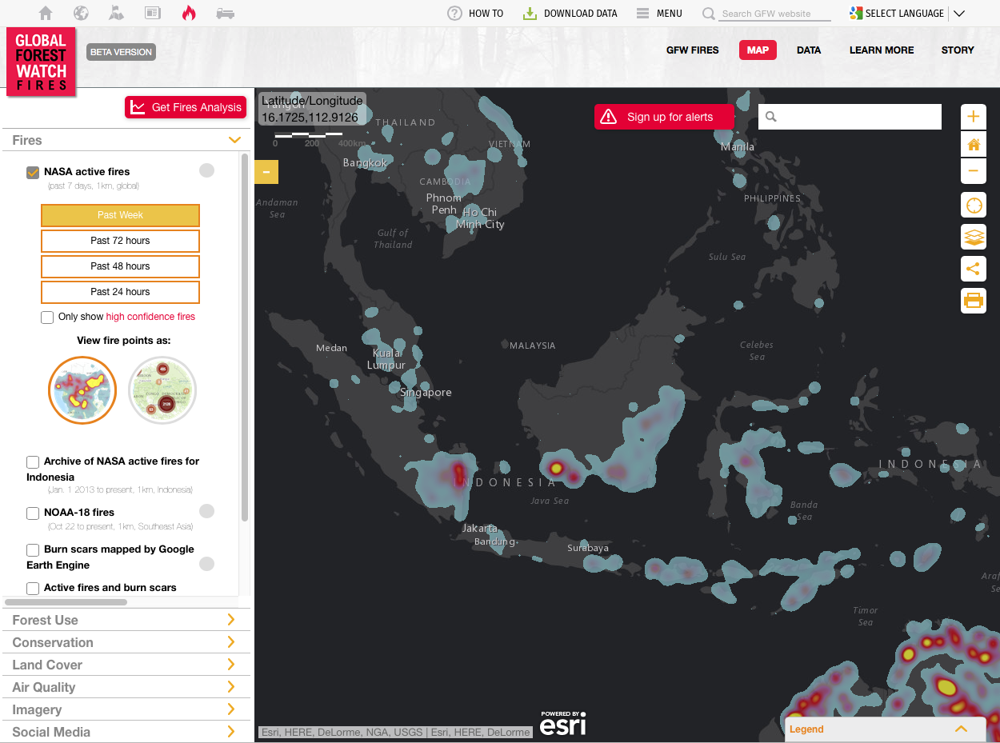 HOW TO
DOWNLOAD DATA
MENU
Search GFW website
SELECT LANGUAGE
GLOBAL
FOREST
WATCH
FIRES
BETA VERSION
GFW FIRES
MAP
DATA
LEARN MORE
STORY
Get Fires Analysis
Fires
NASA active fires
(past 7 days, 1km, global)
Past Week
Past 72 hours
Past 48 hours
Past 24 hours
Only show high confidence fires
View fire points as:
Archive of NASA active fires for
Indonesia
(Jan. 1 2013 to present, 1km, Indonesia)
NOAA-18 fires
(Oct 22 to present, 1km, Southeast Asia)
Burn scars mapped by Google
Earth Engine
Active fires and burn scars
Forest Use
Conservation
Land Cover
Air Quality
Imagery
Social Media
Latitude/Longitude
16.1725,112.9126
0 200 400km
Sign up for alerts
Yangon
THAILAND
VIETNAM
Bangkok
CAMBODIA
Phnom
Penh
Ho Chi
Minh City
Andaman
Sea
Gulf of
Thailand
Manila
PHILIPPINES
Sulu Sea
Medan
MALAYSIA
Kuala
Lumpur
Celebes
Sea
Singapore
INDONESIA
INDONESIA
Java Sea
Banda
Sea
Jakarta
Bandung
Surabaya
Timor
Sea
POWERED BY
esri
Esri, HERE, DeLorme, NGA, USGS | Esri, HERE, DeLorme
Legend